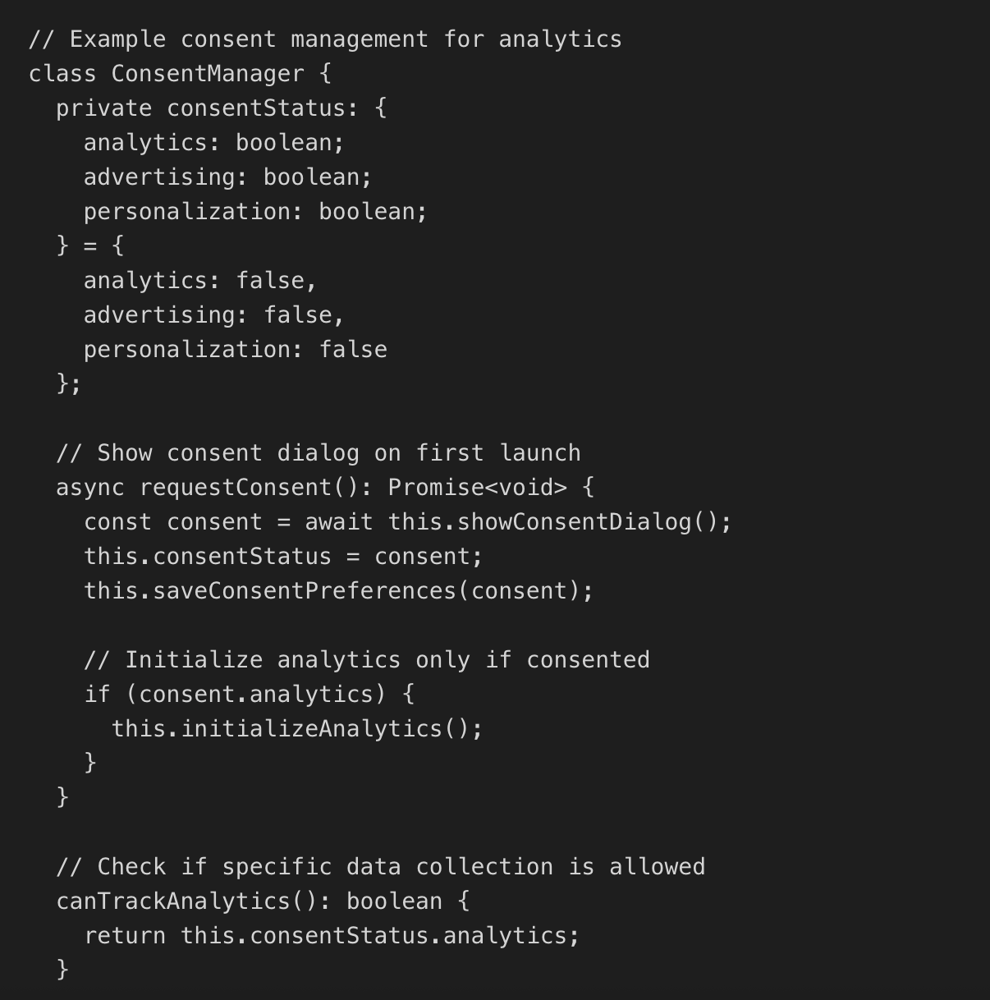 // Example consent management for analytics
class ConsentManager {
  private consentStatus: {
    analytics: boolean;
    advertising: boolean;
    personalization: boolean;
  } = {
    analytics: false,
    advertising: false,
    personalization: false
  };

  // Show consent dialog on first launch
  async requestConsent(): Promise<void> {
    const consent = await this.showConsentDialog();
    this.consentStatus = consent;
    this.saveConsentPreferences(consent);

    // Initialize analytics only if consented
    if (consent.analytics) {
      this.initializeAnalytics();
    }
  }

  // Check if specific data collection is allowed
  canTrackAnalytics(): boolean {
    return this.consentStatus.analytics;
  }